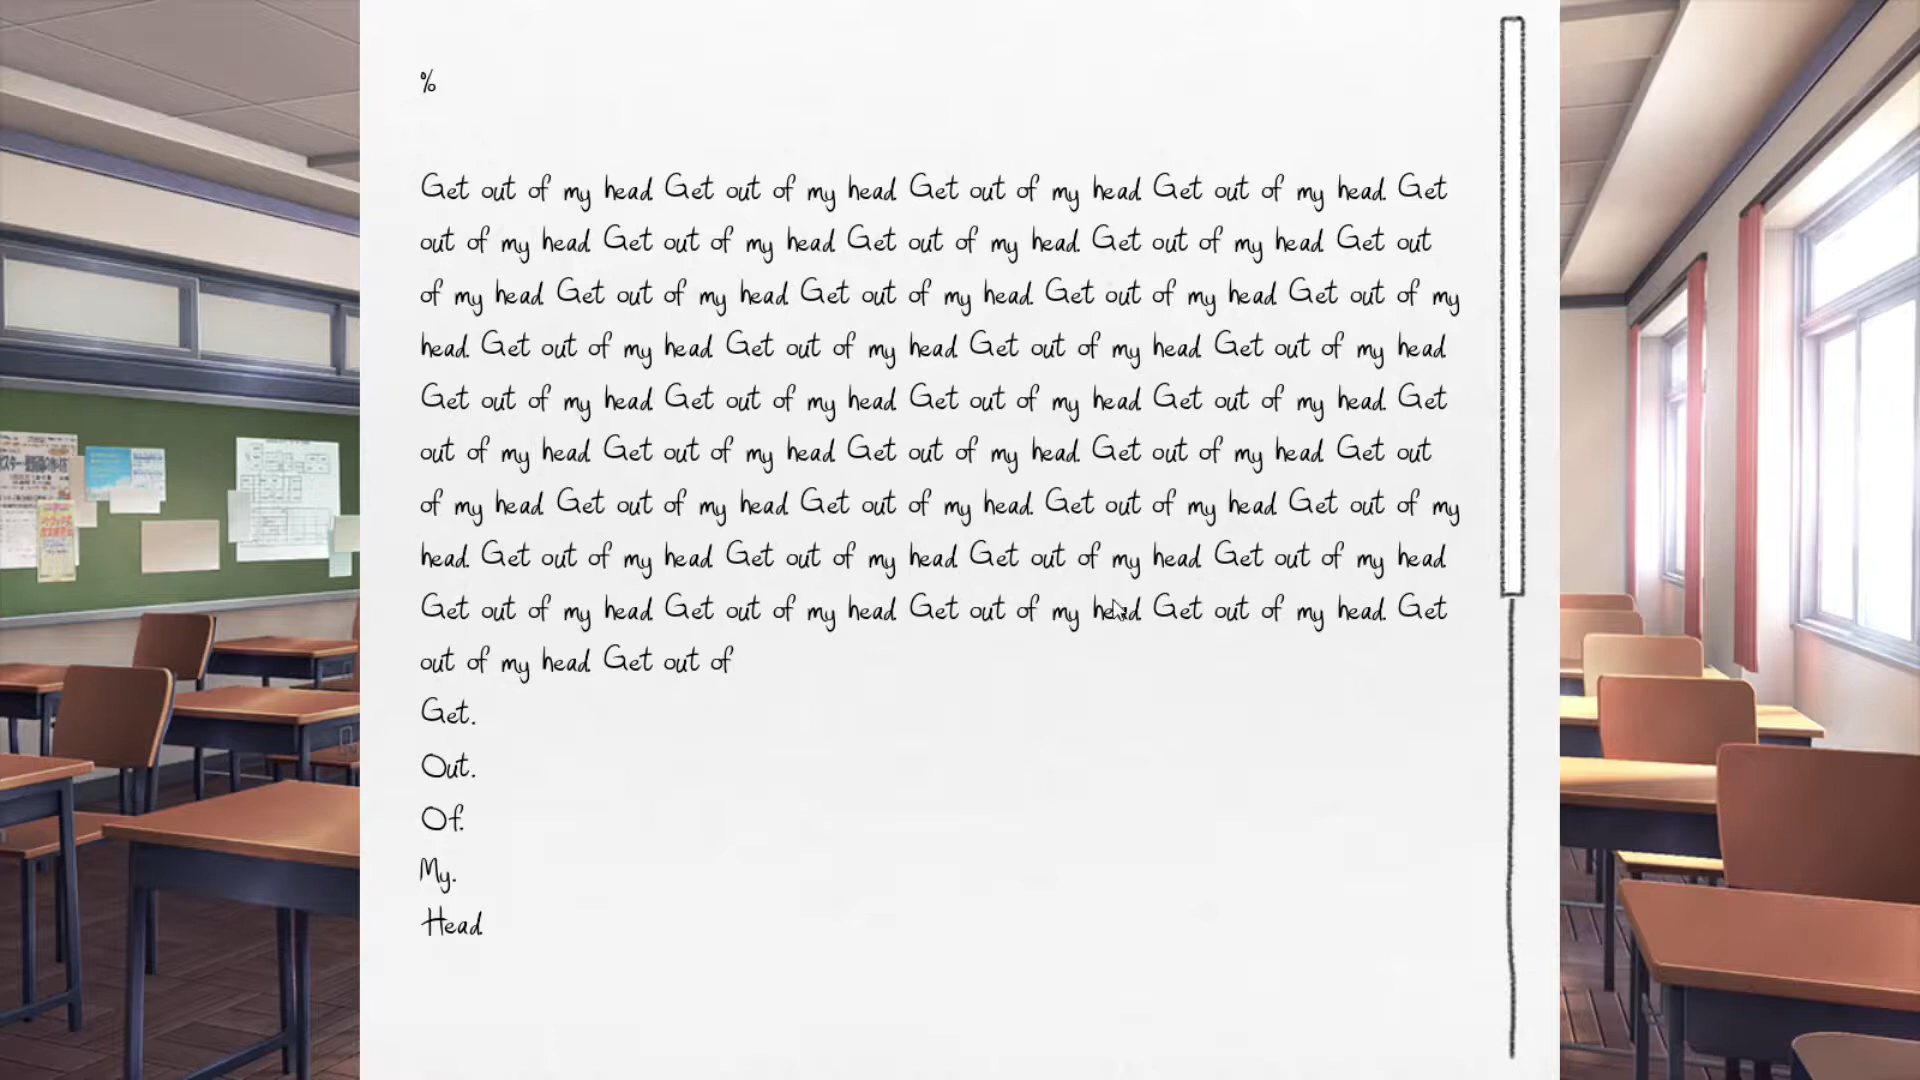 %
Get out of my head. Get out of my head. Get out of my head. Get out of my head. Get
out of my head. Get out of my head. Get out of my head. Get out of my head. Get out
of my head. Get out of my head. Get out of my head. Get out of my head. Get out of my
head. Get out of my head. Get out of my head. Get out of my head. Get out of my head.
Get out of my head. Get out of my head. Get out of my head. Get out of my head. Get
out of my head. Get out of my head. Get out of my head. Get out of my head. Get out
of my head. Get out of my head. Get out of my head. Get out of my head. Get out of my
head. Get out of my head. Get out of my head. Get out of my head. Get out of my head.
Get out of my head. Get out of my head. Get out of my head. Get out of my head. Get
out of my head. Get out of
Get.
Out.
Of.
My.
Head.